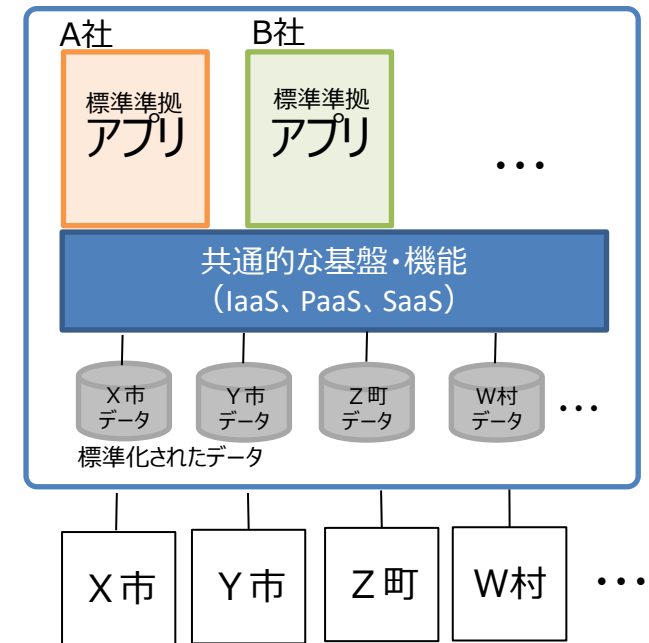 A社
B社
標準準拠
アプリ
標準準拠
アプリ
・・・
共通的な基盤・機能
（IaaS、PaaS、SaaS）
X市
データ
Y市
データ
Z町
データ
W村
データ
・・・
標準化されたデータ
X市
Y市
Z町
W村
・・・